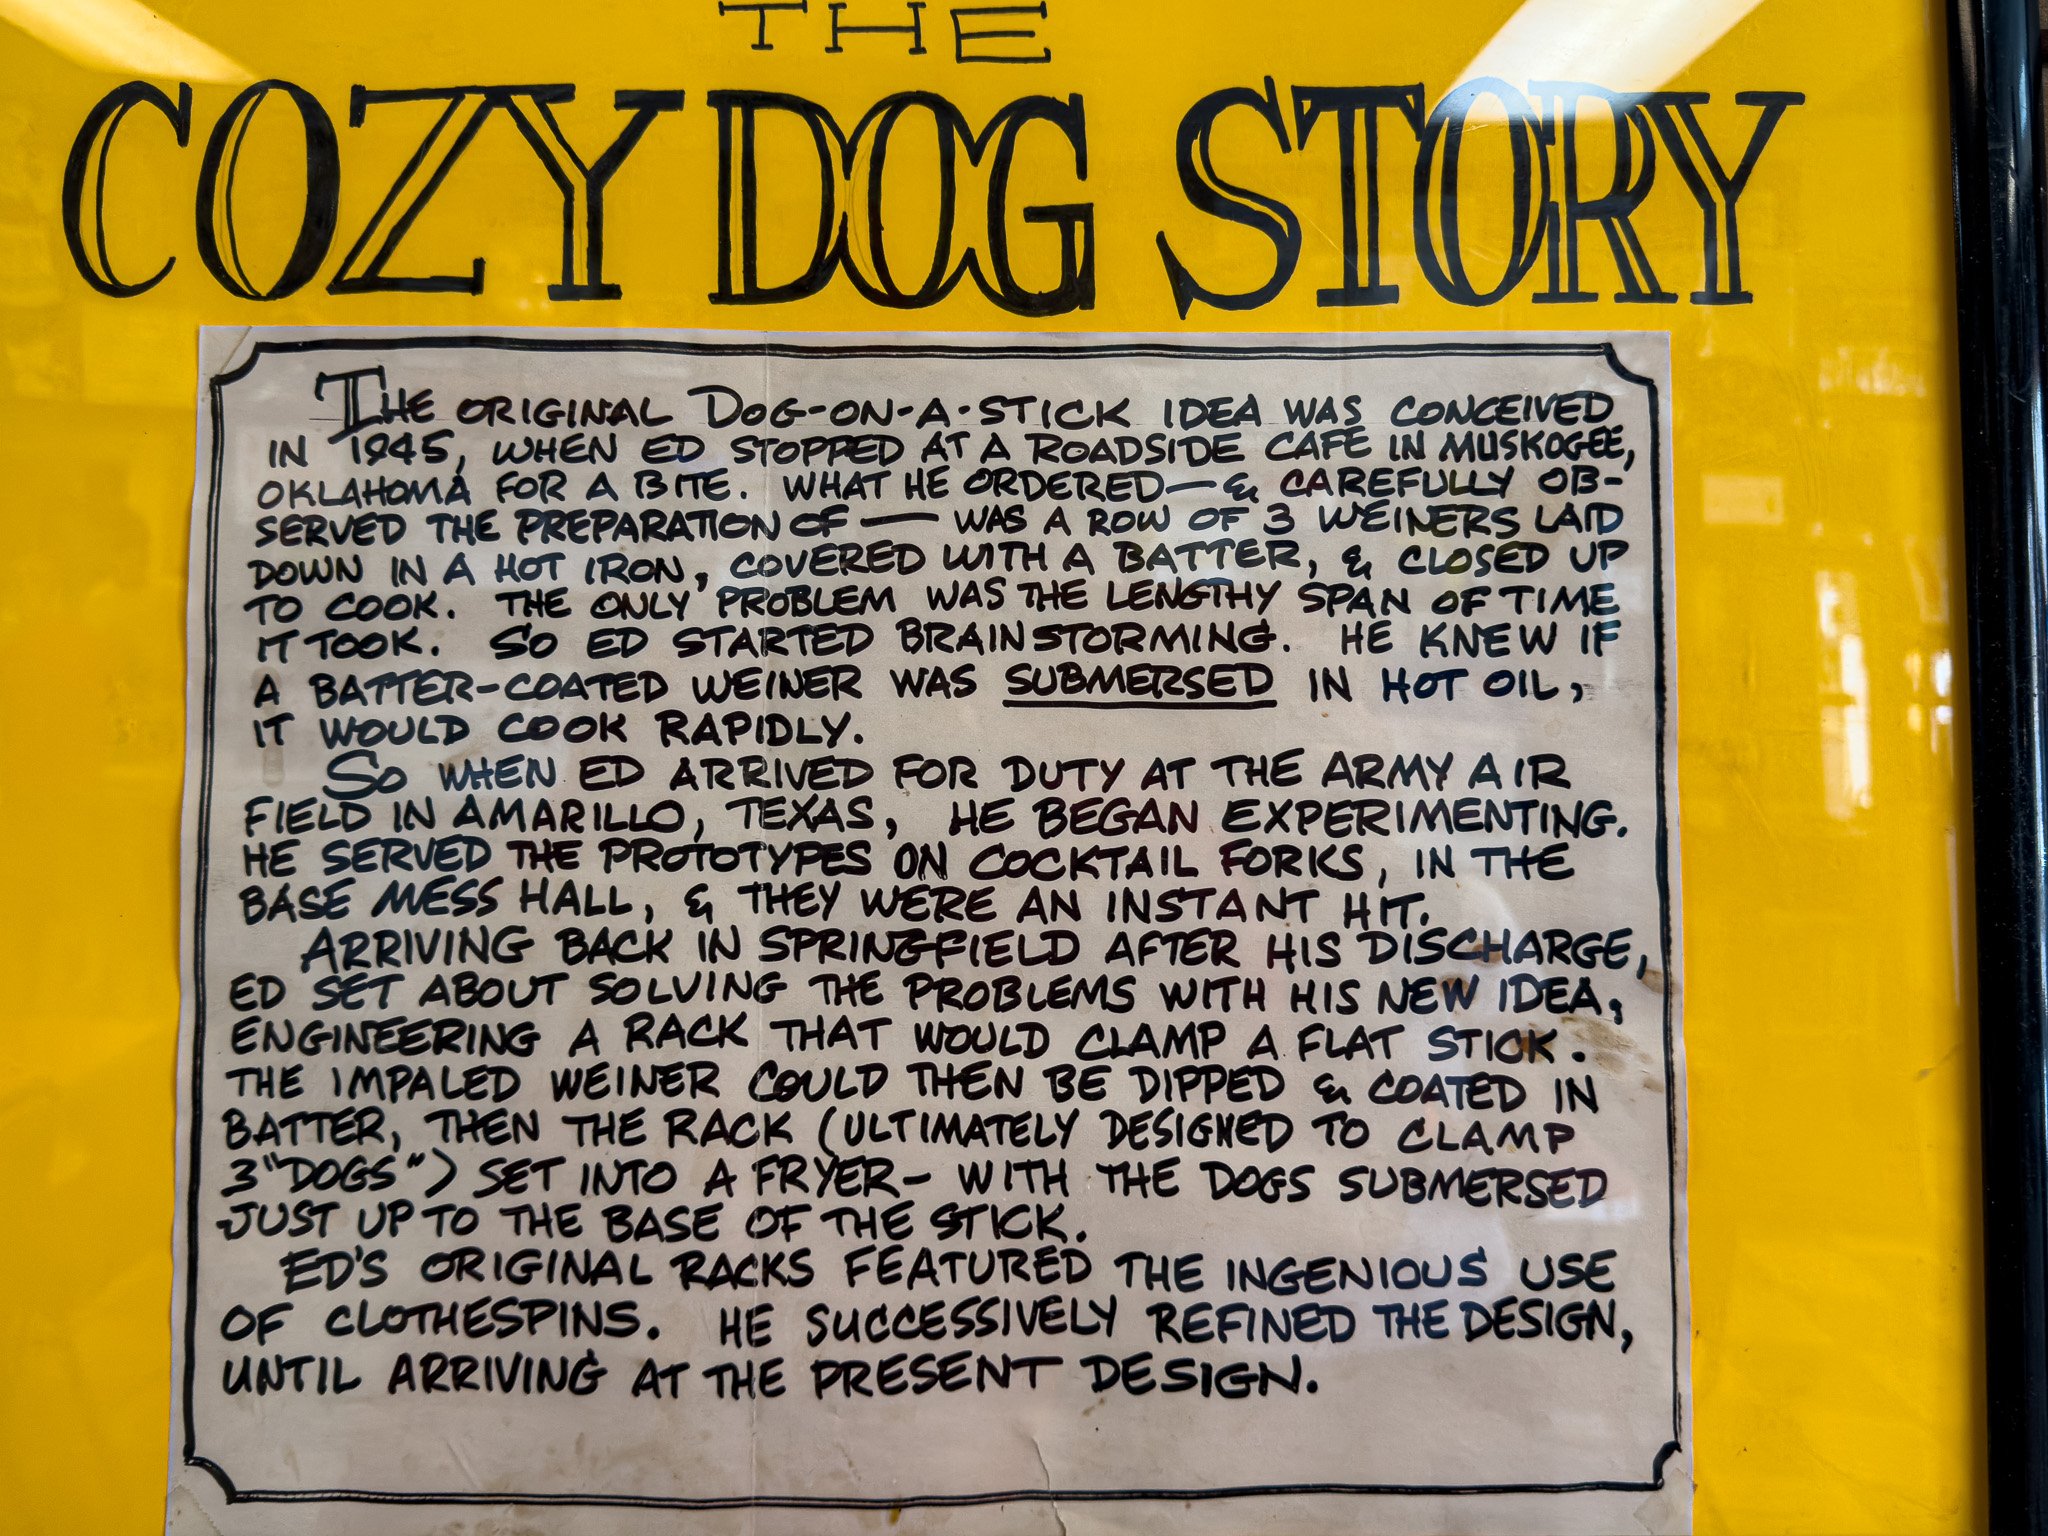 THE
COZY DOG STORY
THE ORIGINAL DOG-ON-A-STICK IDEA WAS CONCEIVED
IN 1945, WHEN ED STOPPED AT A ROADSIDE CAFE IN MUSKOGEE,
OKLAHOMA FOR A BITE. WHAT HE ORDERED — & CAREFULLY OB-
SERVED THE PREPARATION OF — WAS A ROW OF 3 WEINERS LAID
DOWN IN A HOT IRON, COVERED WITH A BATTER, & CLOSED UP
TO COOK. THE ONLY PROBLEM WAS THE LENGTHY SPAN OF TIME
IT TOOK. SO ED STARTED BRAINSTORMING. HE KNEW IF
A BATTER-COATED WEINER WAS SUBMERSED IN HOT OIL,
IT WOULD COOK RAPIDLY.
SO WHEN ED ARRIVED FOR DUTY AT THE ARMY AIR
FIELD IN AMARILLO, TEXAS, HE BEGAN EXPERIMENTING.
HE SERVED THE PROTOTYPES ON COCKTAIL FORKS, IN THE
BASE MESS HALL, & THEY WERE AN INSTANT HIT.
ARRIVING BACK IN SPRINGFIELD AFTER HIS DISCHARGE,
ED SET ABOUT SOLVING THE PROBLEMS WITH HIS NEW IDEA,
ENGINEERING A RACK THAT WOULD CLAMP A FLAT STICK.
THE IMPALED WEINER COULD THEN BE DIPPED & COATED IN
BATTER, THEN THE RACK (ULTIMATELY DESIGNED TO CLAMP
3 "DOGS") SET INTO A FRYER - WITH THE DOGS SUBMERSED
JUST UP TO THE BASE OF THE STICK.
ED'S ORIGINAL RACKS FEATURED THE INGENIOUS USE
OF CLOTHESPINS. HE SUCCESSIVELY REFINED THE DESIGN,
UNTIL ARRIVING AT THE PRESENT DESIGN.